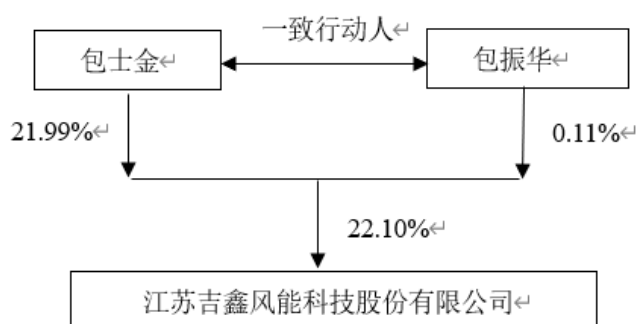 一致行动人
包士金
包振华
21.99%
0.11%
22.10%
江苏吉鑫风能科技股份有限公司